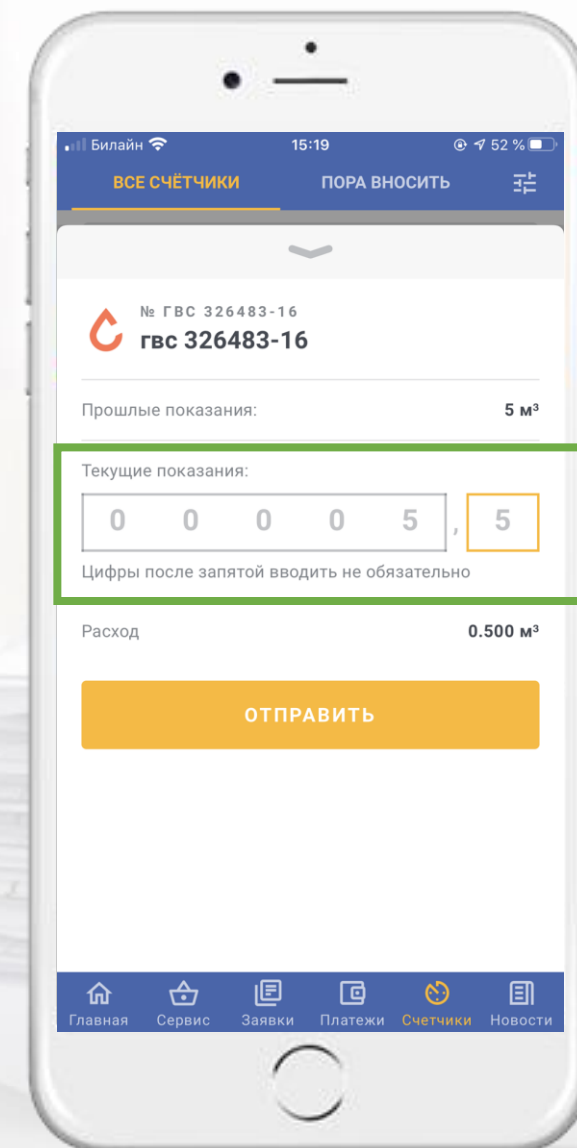 Билайн 15:19 52 %
ВСЕ СЧЁТЧИКИ ПОРА ВНОСИТЬ
№ ГВС 326483-16
гвс 326483-16
Прошлые показания: 5 м³
Текущие показания:
0 0 0 0 5 , 5
Цифры после запятой вводить не обязательно
Расход 0.500 м³
ОТПРАВИТЬ
Главная Сервис Заявки Платежи Счетчики Новости